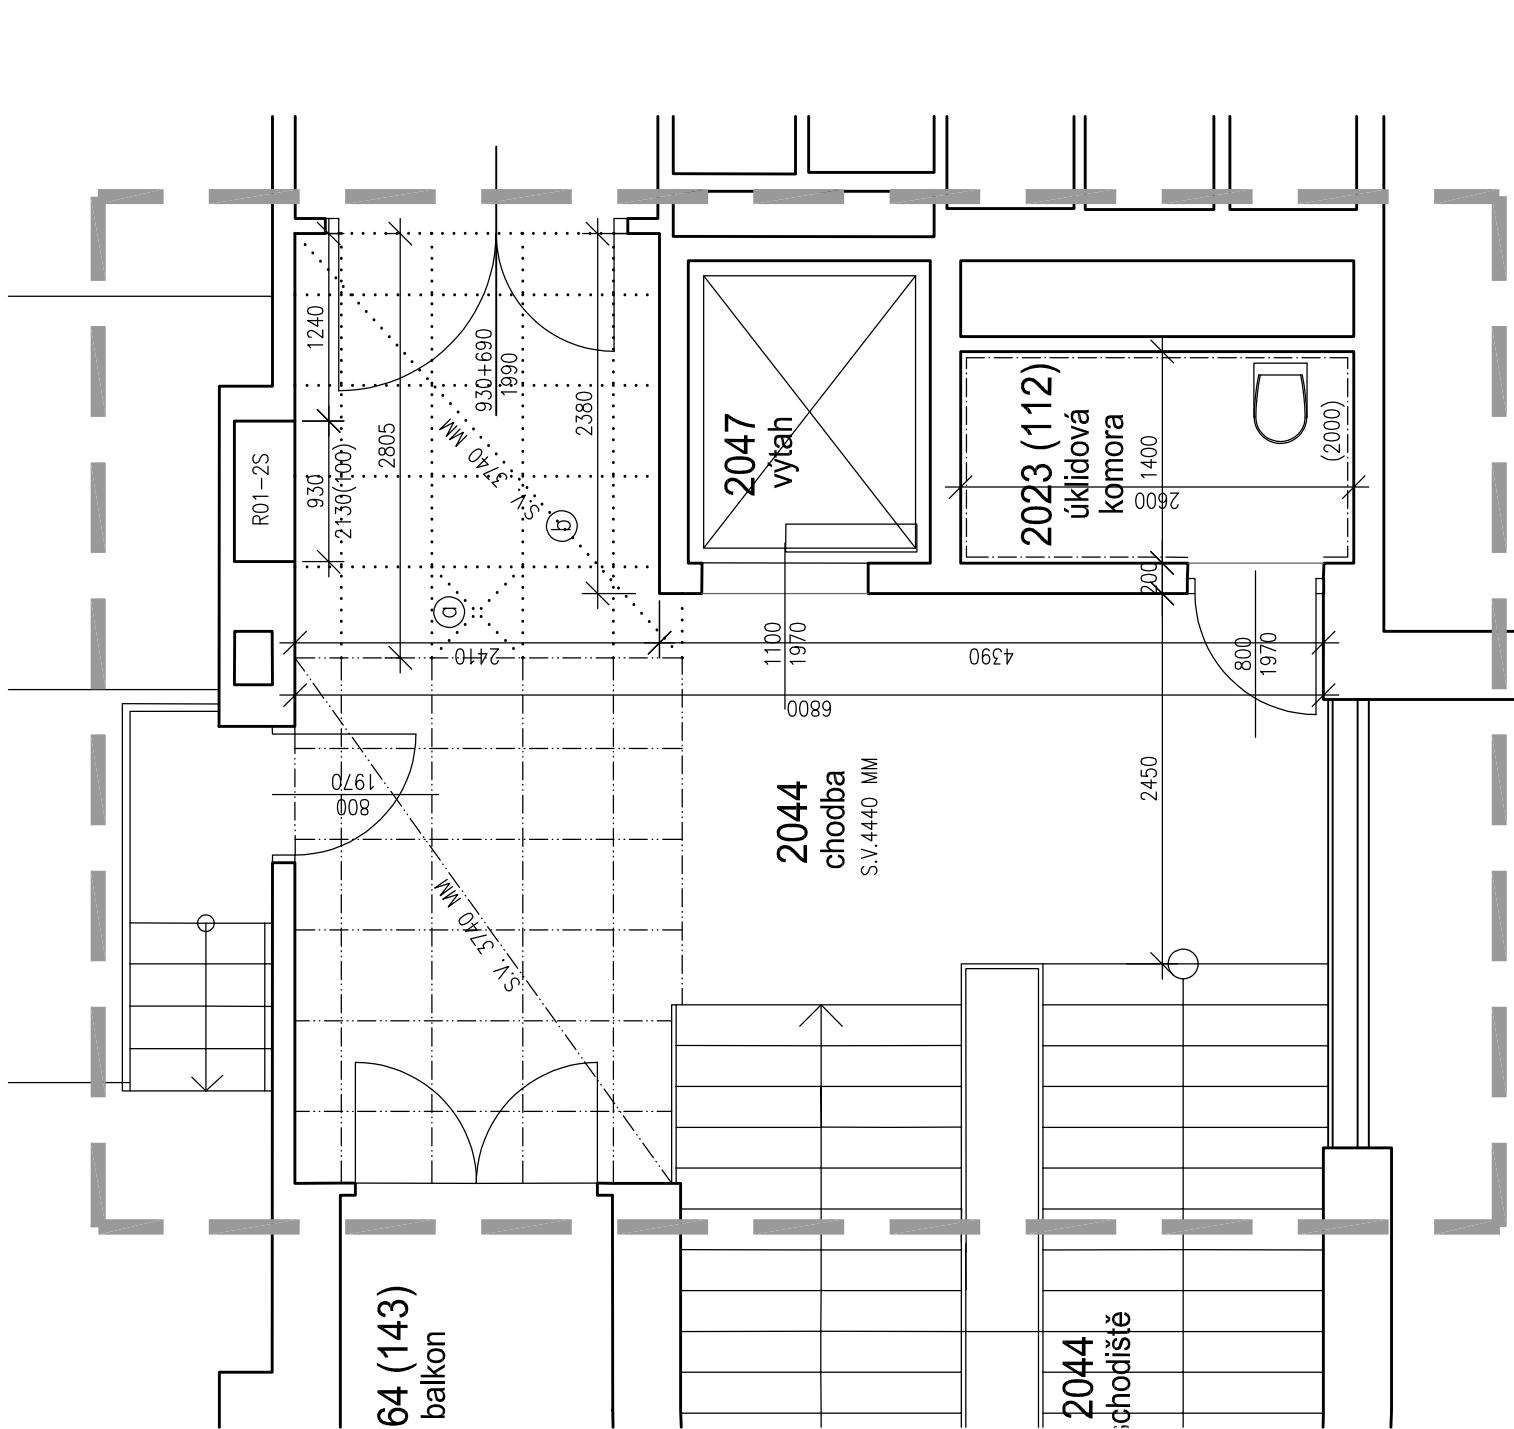 1240
930
2130(100)
R01-2S
2805
930+690
1990
2380
S.V. 3740 MM
b
a
2410
2047
výtah
2023 (112)
úklidová
komora
1400
2600
(2000)
200
1100
1970
4390
800
1970
6800
1970
800
2450
2044
chodba
S.V.4440 MM
S.V. 3740 MM
64 (143)
balkon
2044
schodiště